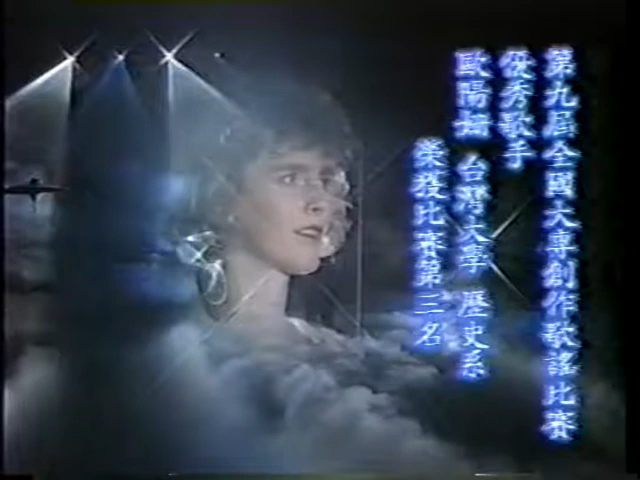 第九屆全國大專創作歌謠比賽
優秀歌手
歐陽姍 台灣大學 歷史系
榮獲比賽第三名